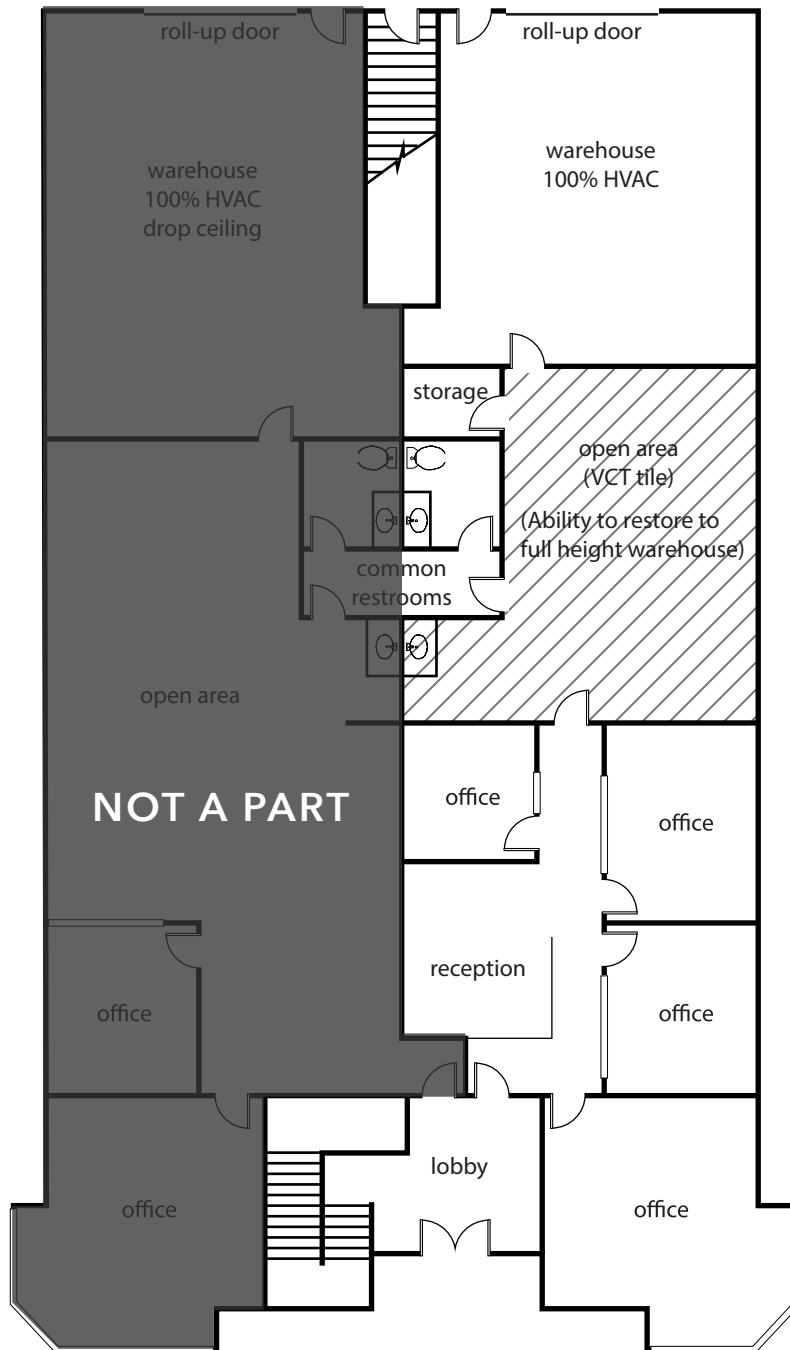 roll-up door
roll-up door
warehouse
100% HVAC
drop ceiling
warehouse
100% HVAC
storage
open area
(VCT tile)
(Ability to restore to
full height warehouse)
common
restrooms
open area
NOT A PART
office
office
reception
office
office
office
lobby
office
office